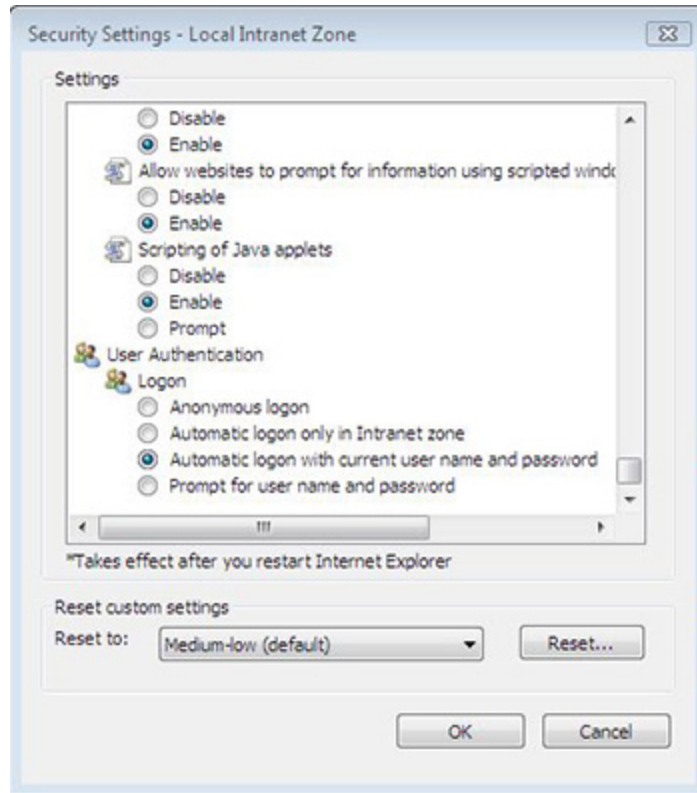 Security Settings - Local Intranet Zone
Settings
Disable
Enable
Allow websites to prompt for information using scripted
Disable
Enable
Scripting of Java applets
Disable
Enable
Prompt
User Authentication
Logon
Anonymous logon
Automatic logon only in Intranet zone
Automatic logon with current user name and password
Prompt for user name and password
*Takes effect after you restart Internet Explorer
Reset custom settings
Reset to:
Medium-low (default)
Reset...
OK
Cancel